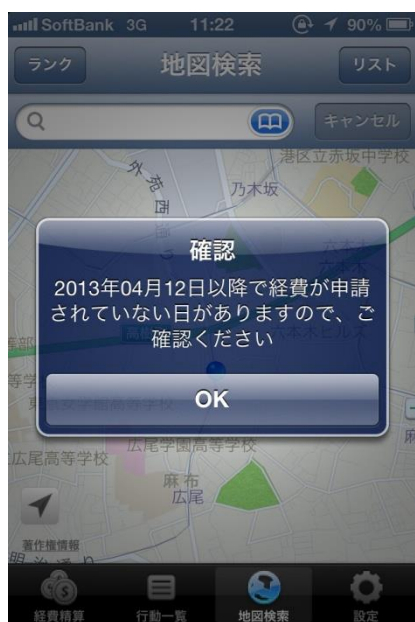 SoftBank 3G 11:22 90%
ランク 地図検索 リスト
キャンセル
港区立赤坂中学校
外苑西通り
乃木坂
確認
2013年04月12日以降で経費が申請
されていない日がありますので、ご
確認ください
OK
広尾学園高等学校
広尾高等学校
麻布
広尾
著作権情報
明治通り
経費精算 行動一覧 地図検索 設定